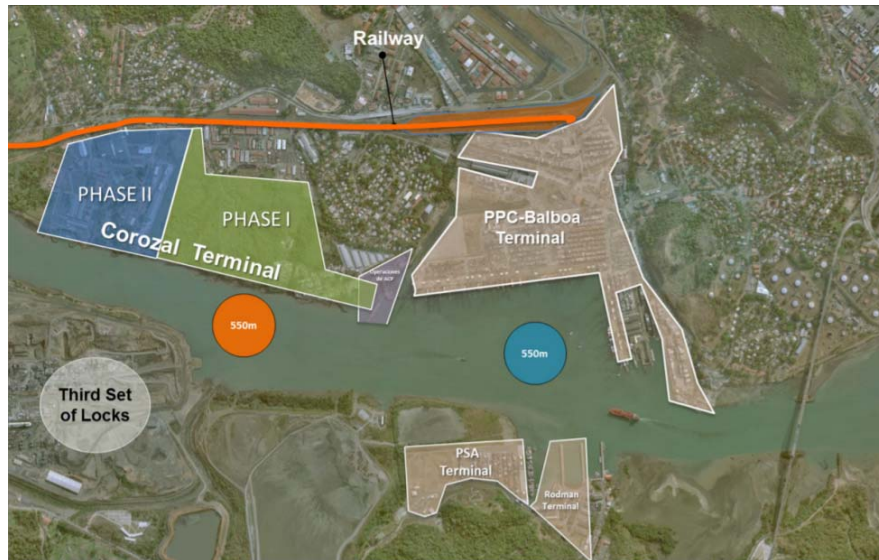 Railway
PHASE II
PHASE I
Corozal Terminal
PPC-Balboa
Terminal
550m
550m
Third Set
of Locks
PSA
Terminal
Rodman
Terminal